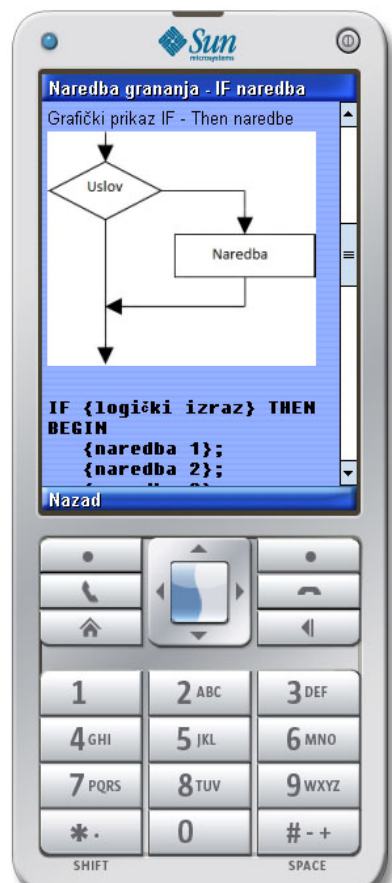 Sun
microsystems
Naredba grananja - IF naredba
Grafički prikaz IF - Then naredbe
Uslov
Naredba
IF {logički izraz} THEN
BEGIN
{naredba 1};
{naredba 2};
Nazad
1
2 ABC
3 DEF
4 GHI
5 JKL
6 MNO
7 PQRS
8 TUV
9 WXYZ
* .
0
# - +
SHIFT
SPACE